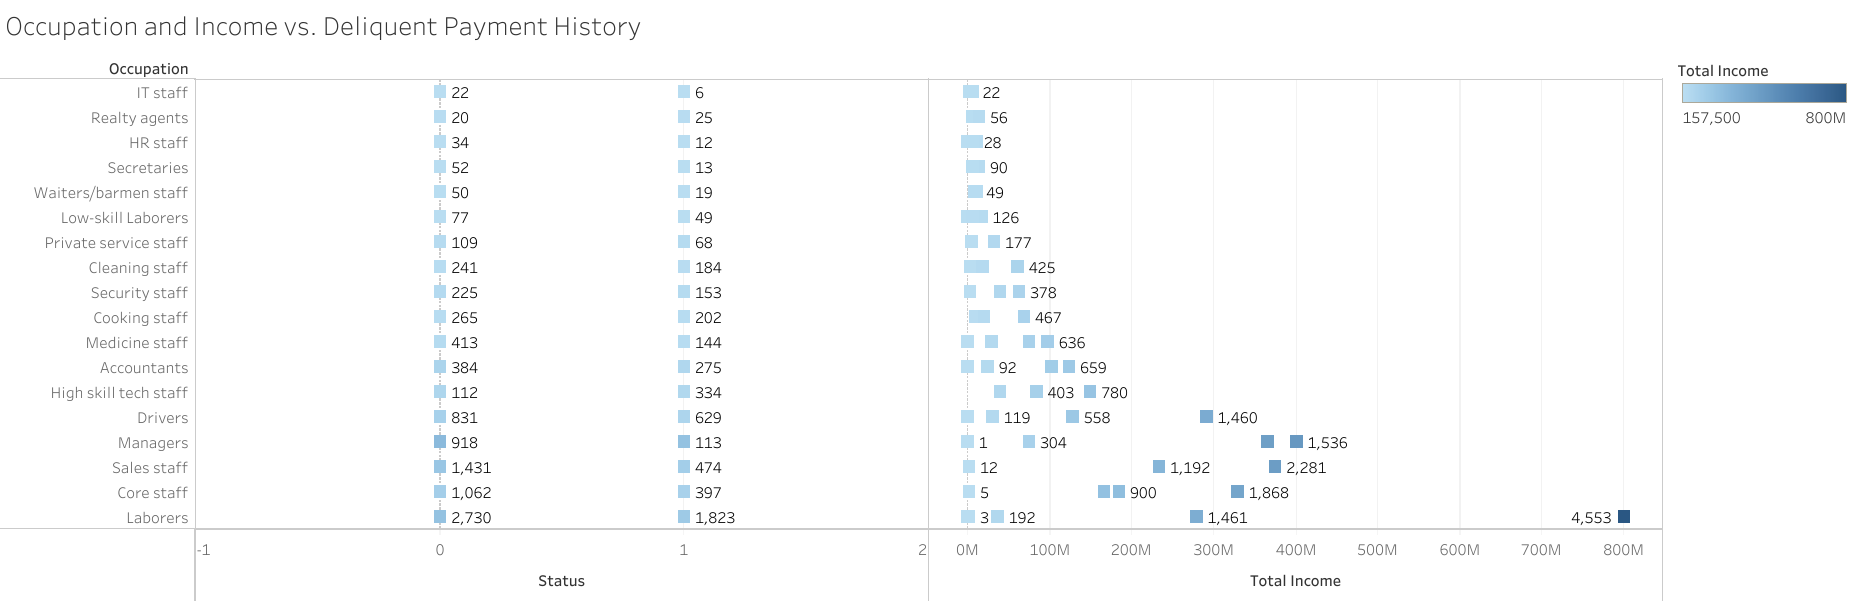 Occupation and Income vs. Deliquent Payment History
Occupation
Total Income
157,500 800M
IT staff 22 6 22
Realty agents 20 25 56
HR staff 34 12 28
Secretaries 52 13 90
Waiters/barmen staff 50 19 49
Low-skill Laborers 77 49 126
Private service staff 109 68 177
Cleaning staff 241 184 425
Security staff 225 153 378
Cooking staff 265 202 467
Medicine staff 413 144 636
Accountants 384 275 92 659
High skill tech staff 112 334 403 780
Drivers 831 629 119 558 1,460
Managers 918 113 1 304 1,536
Sales staff 1,431 474 12 1,192 2,281
Core staff 1,062 397 5 900 1,868
Laborers 2,730 1,823 3 192 1,461 4,553
-1 0 1 2 0M 100M 200M 300M 400M 500M 600M 700M 800M
Status Total Income